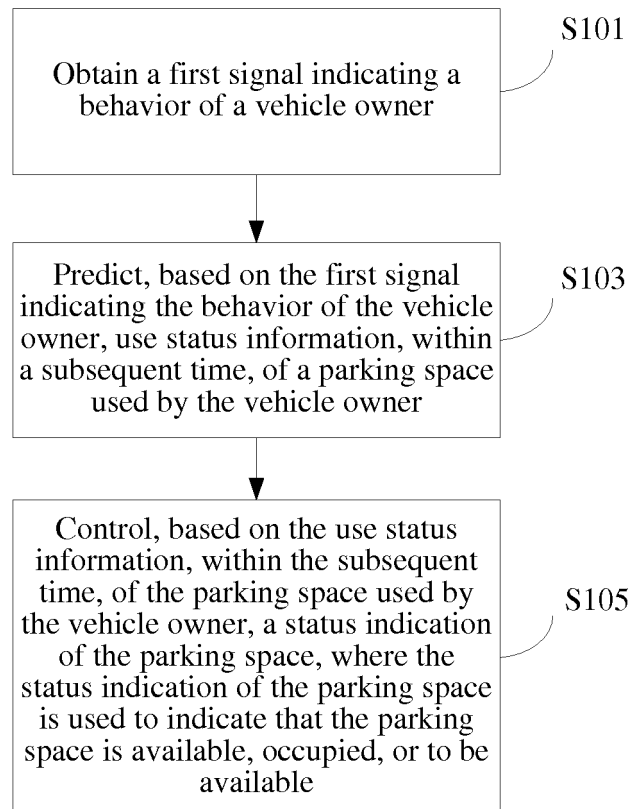 S101
Obtain a first signal indicating a
behavior of a vehicle owner
S103
Predict, based on the first signal
indicating the behavior of the vehicle
owner, use status information, within
a subsequent time, of a parking space
used by the vehicle owner
S105
Control, based on the use status
information, within the subsequent
time, of the parking space used by
the vehicle owner, a status indication
of the parking space, where the
status indication of the parking space
is used to indicate that the parking
space is available, occupied, or to be
available